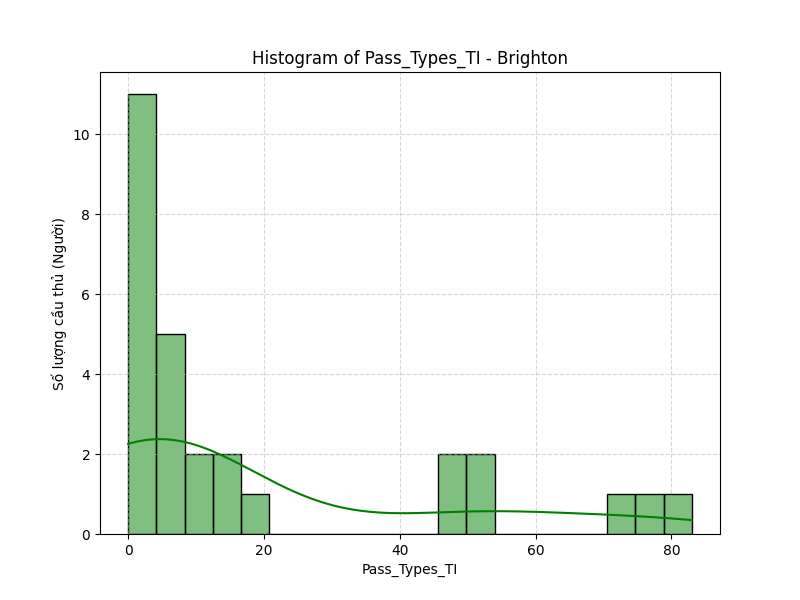 Histogram of Pass_Types_TI - Brighton
10
8
6
4
2
0
Số lượng cầu thủ (Người)
0 20 40 60 80
Pass_Types_TI